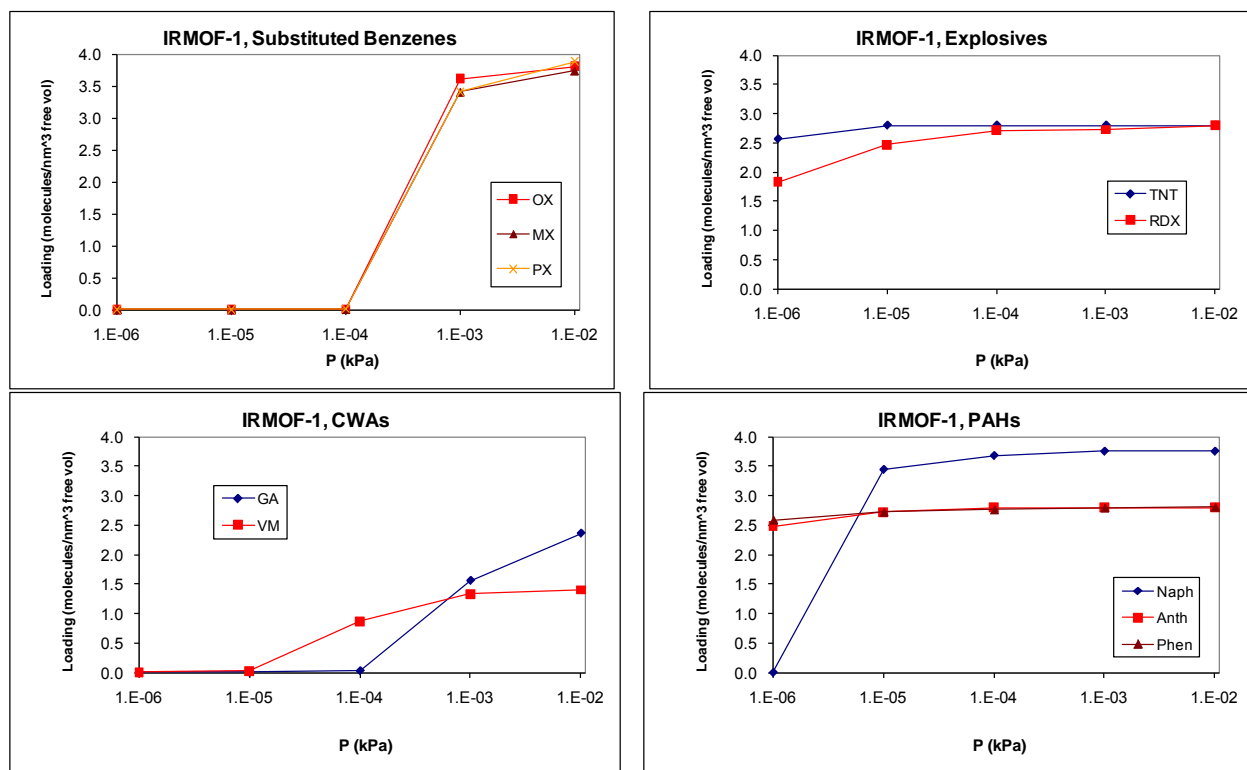 IRMOF-1, Substituted Benzenes
Loading (molecules/nm^3 free vol)
4.0
3.5
3.0
2.5
2.0
1.5
1.0
0.5
0.0
OX
MX
PX
1.E-06 1.E-05 1.E-04 1.E-03 1.E-02
P (kPa)
IRMOF-1, Explosives
Loading (molecules/nm^3 free vol)
4.0
3.5
3.0
2.5
2.0
1.5
1.0
0.5
0.0
TNT
RDX
1.E-06 1.E-05 1.E-04 1.E-03 1.E-02
P (kPa)
IRMOF-1, CWAs
Loading (molecules/nm^3 free vol)
4.0
3.5
3.0
2.5
2.0
1.5
1.0
0.5
0.0
GA
VM
1.E-06 1.E-05 1.E-04 1.E-03 1.E-02
P (kPa)
IRMOF-1, PAHs
Loading (molecules/nm^3 free vol)
4.0
3.5
3.0
2.5
2.0
1.5
1.0
0.5
0.0
Naph
Anth
Phen
1.E-06 1.E-05 1.E-04 1.E-03 1.E-02
P (kPa)